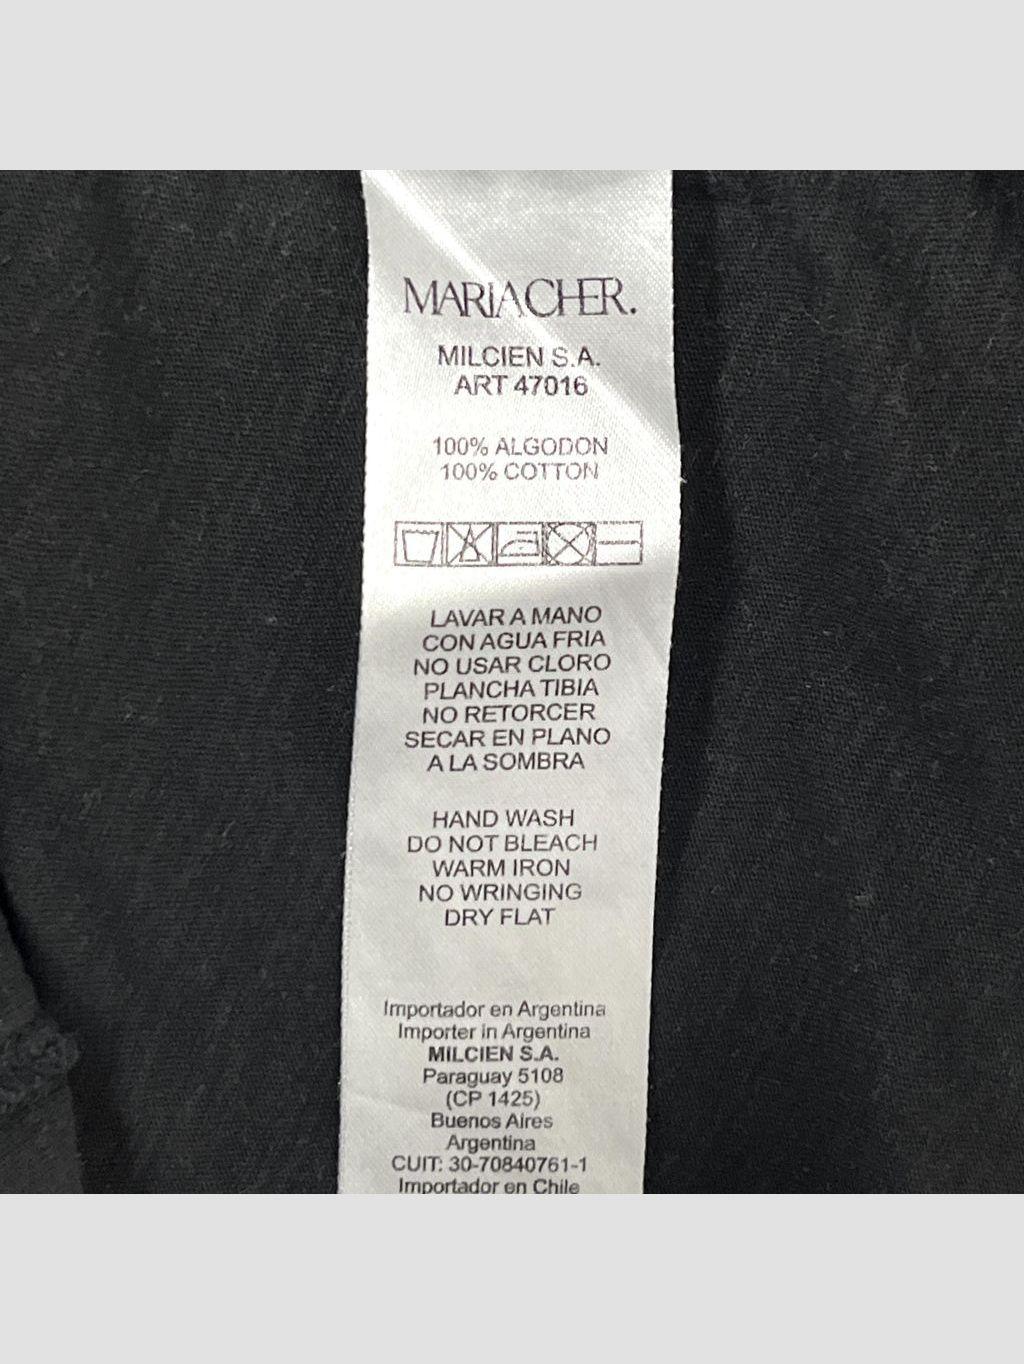 MARIA CHER.
MILCIEN S.A.
ART 47016
100% ALGODON
100% COTTON
LAVAR A MANO
CON AGUA FRIA
NO USAR CLORO
PLANCHA TIBIA
NO RETORCER
SECAR EN PLANO
A LA SOMBRA
HAND WASH
DO NOT BLEACH
WARM IRON
NO WRINGING
DRY FLAT
Importador en Argentina
Importer in Argentina
MILCIEN S.A.
Paraguay 5108
(CP 1425)
Buenos Aires
Argentina
CUIT: 30-70840761-1
Importador en Chile